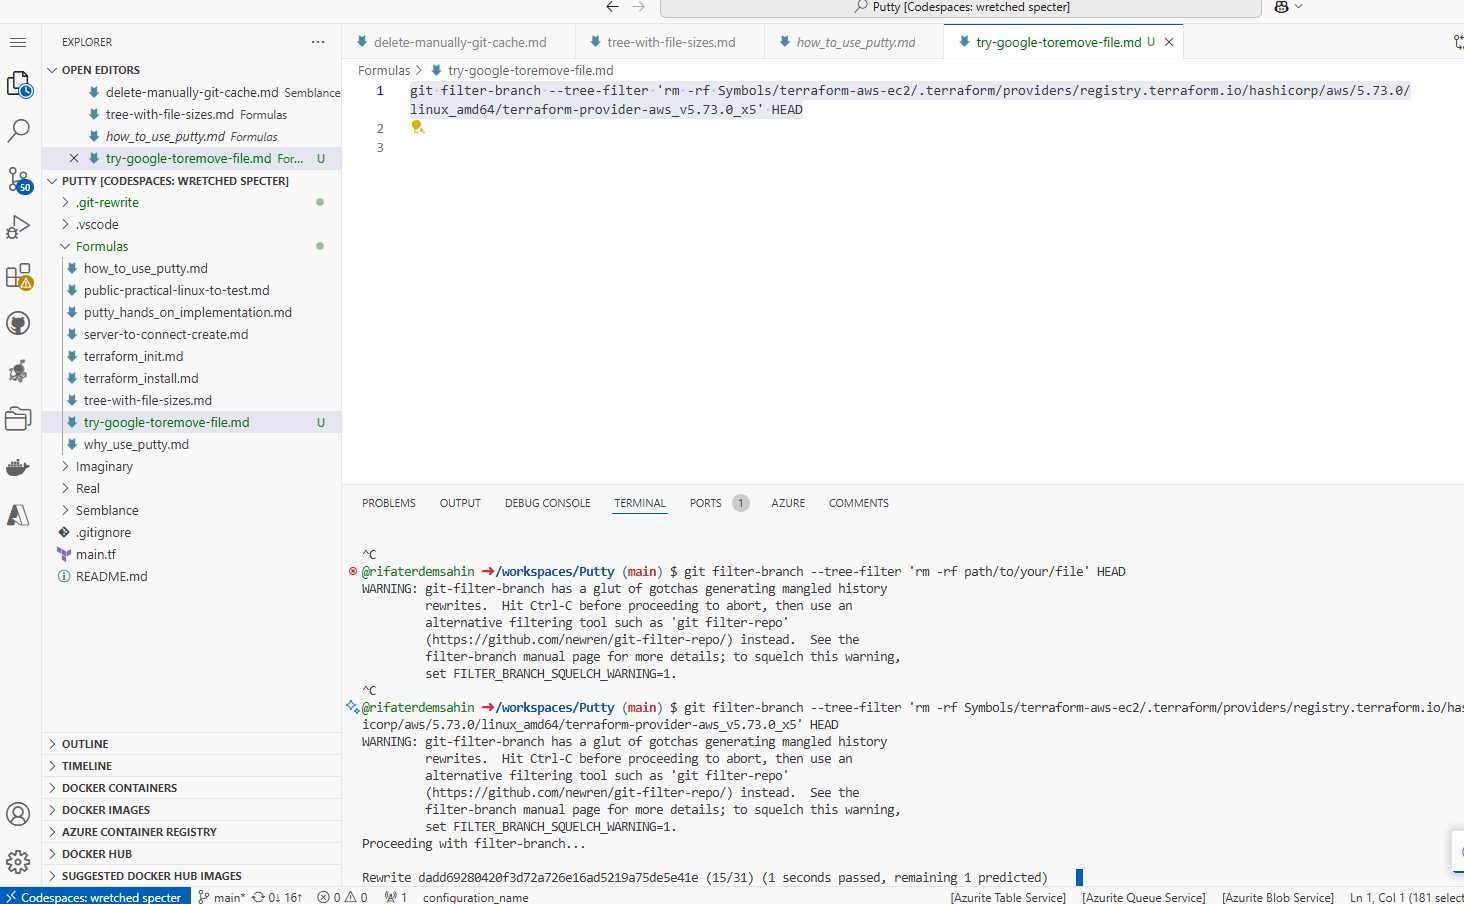 Putty [Codespaces: wretched specter]
EXPLORER
OPEN EDITORS
delete-manually-git-cache.md Semblance
tree-with-file-sizes.md Formulas
how_to_use_putty.md Formulas
try-google-toremove-file.md For... U
PUTTY [CODESPACES: WRETCHED SPECTER]
.git-rewrite
.vscode
Formulas
how_to_use_putty.md
public-practical-linux-to-test.md
putty_hands_on_implementation.md
server-to-connect-create.md
terraform_init.md
terraform_install.md
tree-with-file-sizes.md
try-google-toremove-file.md U
why_use_putty.md
Imaginary
Real
Semblance
.gitignore
main.tf
README.md
OUTLINE
TIMELINE
DOCKER CONTAINERS
DOCKER IMAGES
AZURE CONTAINER REGISTRY
DOCKER HUB
SUGGESTED DOCKER HUB IMAGES
50
delete-manually-git-cache.md tree-with-file-sizes.md how_to_use_putty.md try-google-toremove-file.md U
Formulas > try-google-toremove-file.md
1 git filter-branch --tree-filter 'rm -rf Symbols/terraform-aws-ec2/.terraform/providers/registry.terraform.io/hashicorp/aws/5.73.0/
linux_amd64/terraform-provider-aws_v5.73.0_x5' HEAD
2
3
PROBLEMS OUTPUT DEBUG CONSOLE TERMINAL PORTS 1 AZURE COMMENTS
^C
@rifaterdemsahin ➜/workspaces/Putty (main) $ git filter-branch --tree-filter 'rm -rf path/to/your/file' HEAD
WARNING: git-filter-branch has a glut of gotchas generating mangled history
rewrites. Hit Ctrl-C before proceeding to abort, then use an
alternative filtering tool such as 'git filter-repo'
(https://github.com/newren/git-filter-repo/) instead. See the
filter-branch manual page for more details; to squelch this warning,
set FILTER_BRANCH_SQUELCH_WARNING=1.
^C
@rifaterdemsahin ➜/workspaces/Putty (main) $ git filter-branch --tree-filter 'rm -rf Symbols/terraform-aws-ec2/.terraform/providers/registry.terraform.io/has
icorp/aws/5.73.0/linux_amd64/terraform-provider-aws_v5.73.0_x5' HEAD
WARNING: git-filter-branch has a glut of gotchas generating mangled history
rewrites. Hit Ctrl-C before proceeding to abort, then use an
alternative filtering tool such as 'git filter-repo'
(https://github.com/newren/git-filter-repo/) instead. See the
filter-branch manual page for more details; to squelch this warning,
set FILTER_BRANCH_SQUELCH_WARNING=1.
Proceeding with filter-branch...
Rewrite dadd69280420f3d72a726e16ad5219a75de5e41e (15/31) (1 seconds passed, remaining 1 predicted)
Codespaces: wretched specter main* 0↓ 16↑ 0 0 1 configuration_name [Azurite Table Service] [Azurite Queue Service] [Azurite Blob Service] Ln 1, Col 1 (181 select